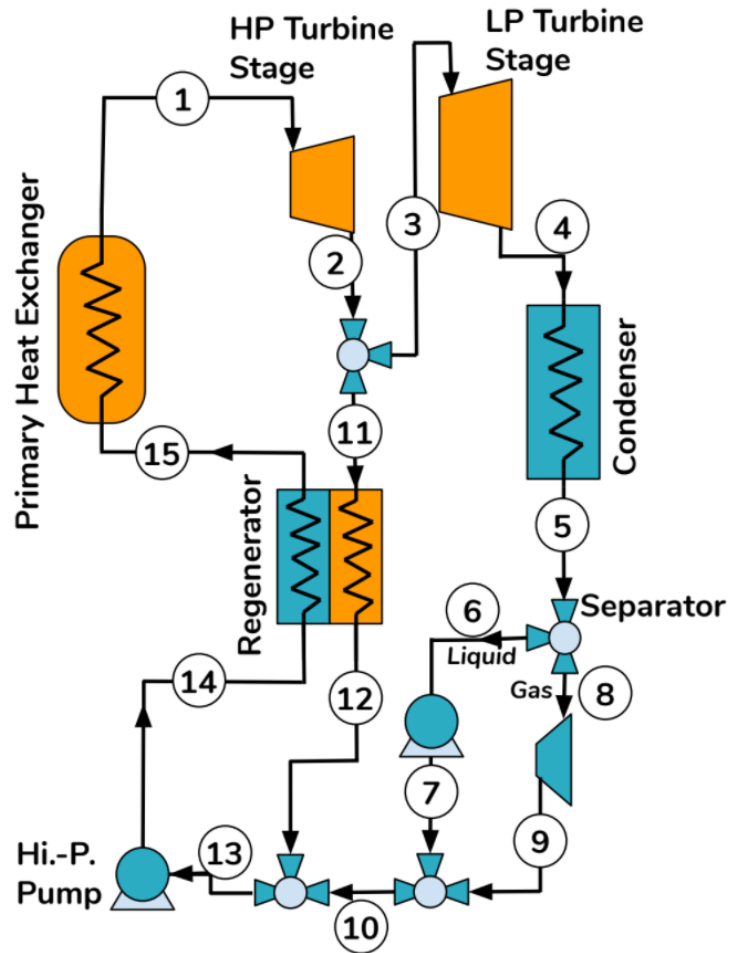 HP Turbine
Stage
LP Turbine
Stage
1
2
3
4
Primary Heat Exchanger
Condenser
11
15
Regenerator
5
6
Separator
Liquid
Gas
8
14
12
7
9
13
Hi.-P.
Pump
10